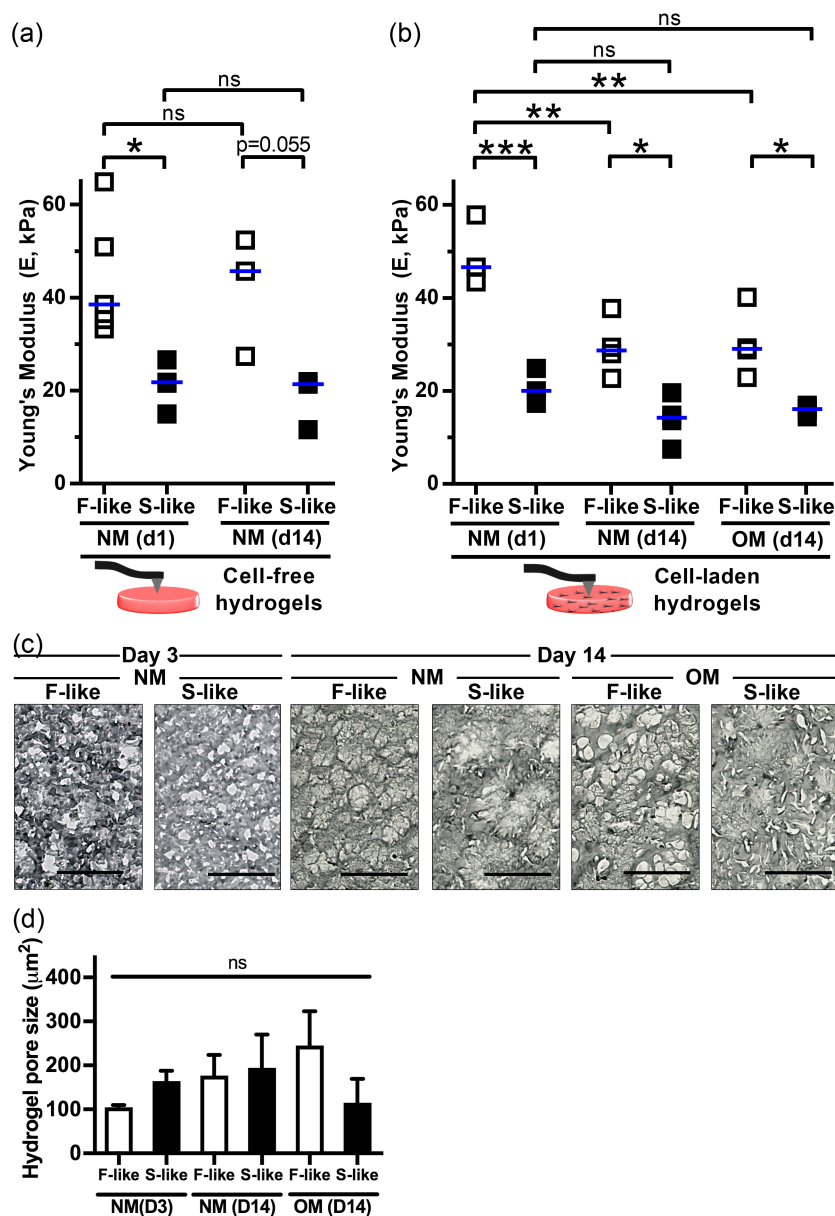 (a)
ns
ns
*
p=0.055
Young's Modulus (E, kPa)
60
40
20
0
F-like S-like F-like S-like
NM (d1) NM (d14)
Cell-free
hydrogels
(b)
ns
ns
**
**
***
*
*
Young's Modulus (E, kPa)
60
40
20
0
F-like S-like F-like S-like F-like S-like
NM (d1) NM (d14) OM (d14)
Cell-laden
hydrogels
(c)
Day 3 Day 14
NM NM OM
F-like S-like F-like S-like F-like S-like
(d)
ns
Hydrogel pore size (μm²)
400
300
200
100
0
F-like S-like F-like S-like F-like S-like
NM(D3) NM (D14) OM (D14)